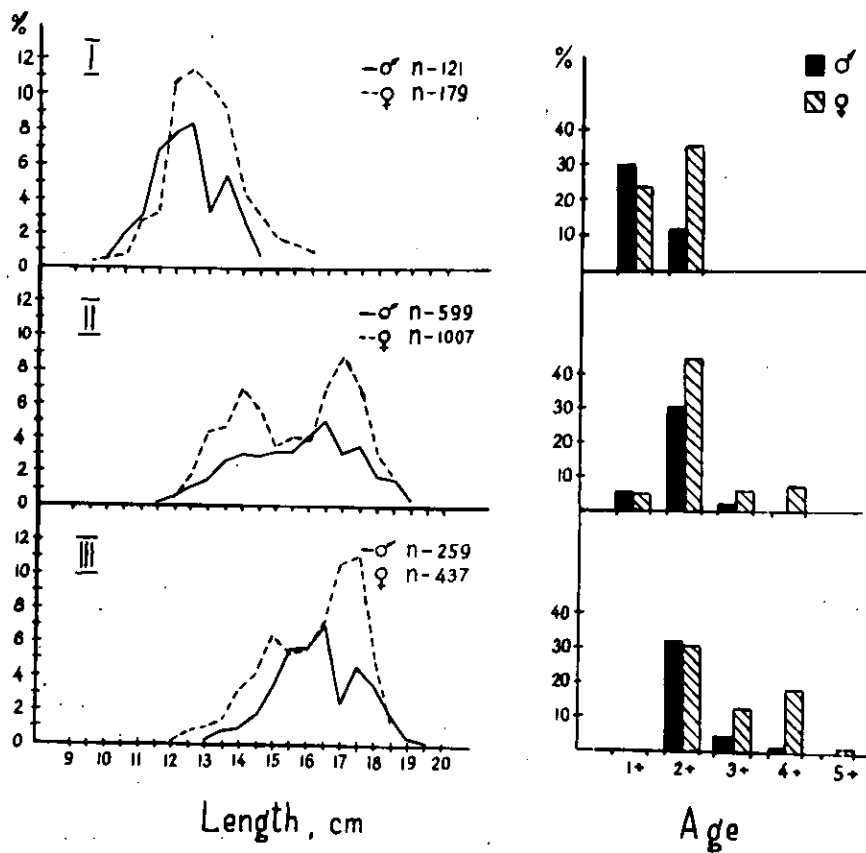 %
I
12
10
8
6
4
2
0
—♂ n-121
--♀ n-179
%
40
30
20
10
♂
♀
II
12
10
8
6
4
2
0
—♂ n-599
--♀ n-1007
40
30
20
10
III
12
10
8
6
4
2
0
—♂ n-259
♀ n-437
40
30
20
10
9 10 11 12 13 14 15 16 17 18 19 20
1+ 2+ 3+ 4+ 5+
Length, cm
Age